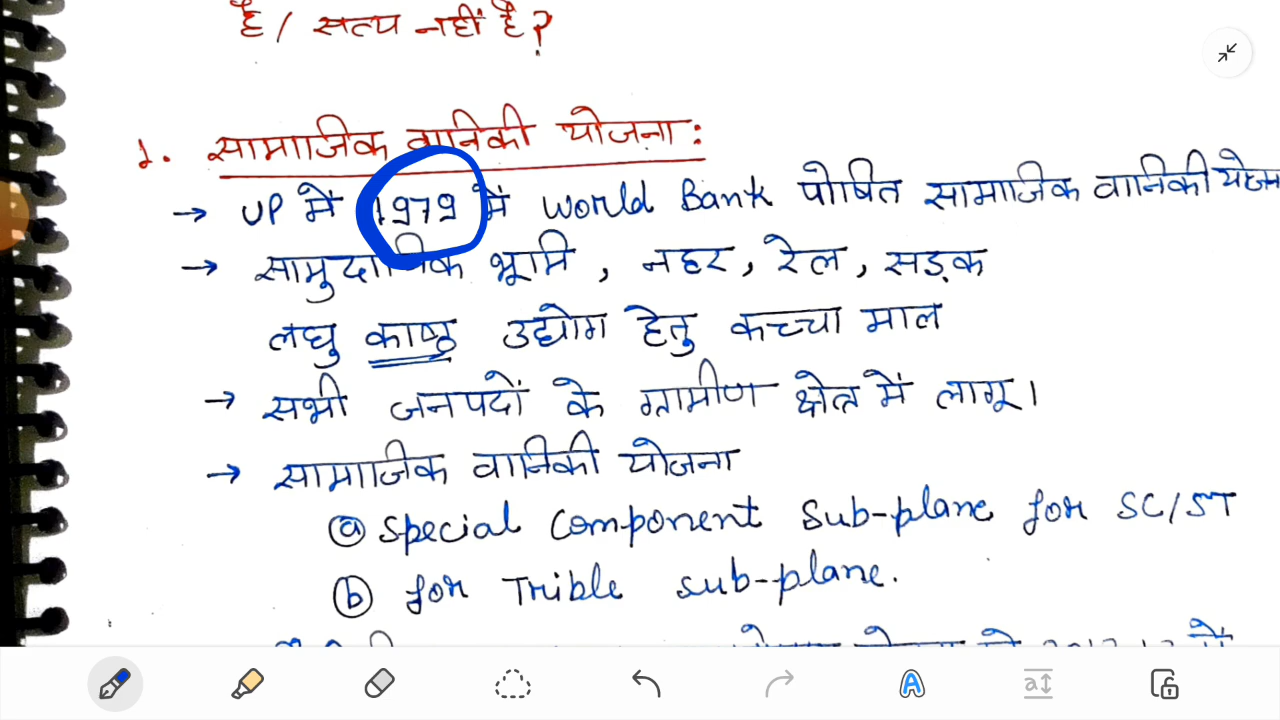 है / सत्य नहीं है?
1. सामाजिक वानिकी योजना:
→ UP में 1979 में World Bank पोषित सामाजिक वानिकी योजना
→ सामुदायिक भूमि, नहर, रेल, सड़क
लघु काष्ठ उद्योग हेतु कच्चा माल
→ सभी जनपदों के ग्रामीण क्षेत्र में लागू।
→ सामाजिक वानिकी योजना
ⓐ Special Component Sub-plane for SC/ST
ⓑ for Trible sub-plane.